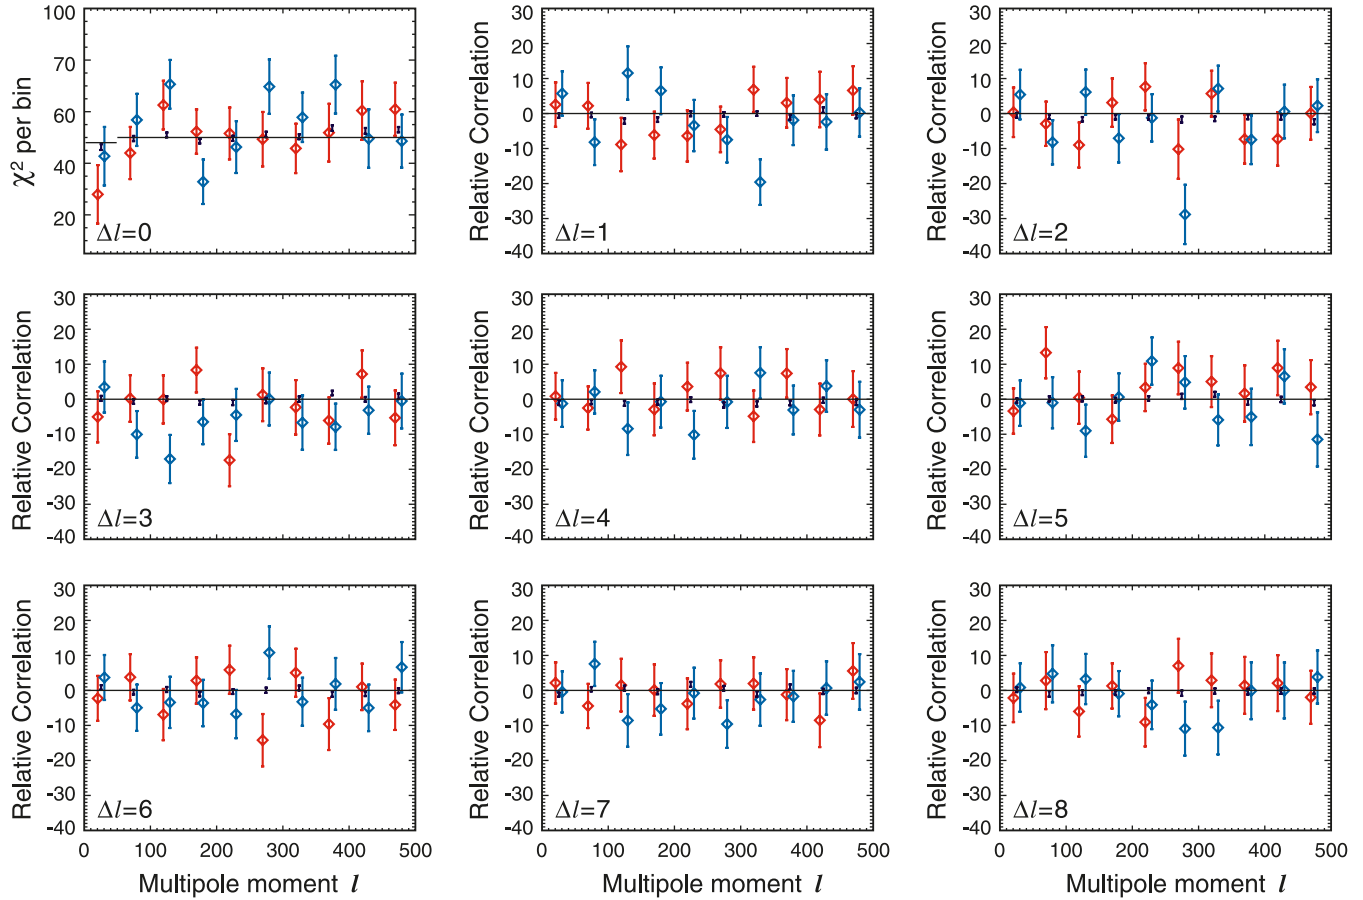 χ² per bin
100
80
60
40
20
Δl=0
Relative Correlation
30
20
10
0
-10
-20
-30
-40
Δl=1
Relative Correlation
30
20
10
0
-10
-20
-30
-40
Δl=2
Relative Correlation
30
20
10
0
-10
-20
-30
-40
Δl=3
Relative Correlation
30
20
10
0
-10
-20
-30
-40
Δl=4
Relative Correlation
30
20
10
0
-10
-20
-30
-40
Δl=5
Relative Correlation
30
20
10
0
-10
-20
-30
-40
Δl=6
0 100 200 300 400 500
Multipole moment l
Relative Correlation
30
20
10
0
-10
-20
-30
-40
Δl=7
0 100 200 300 400 500
Multipole moment l
Relative Correlation
30
20
10
0
-10
-20
-30
-40
Δl=8
0 100 200 300 400 500
Multipole moment l